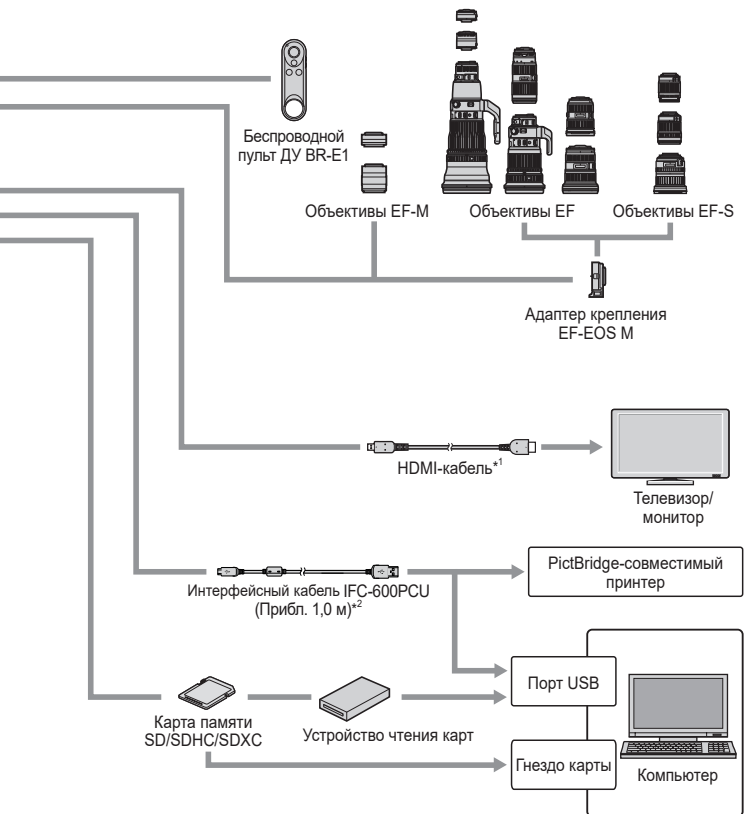 Беспроводной
пульт ДУ BR-E1
Объективы EF-M
Объективы EF
Объективы EF-S
Адаптер крепления
EF-EOS M
HDMI-кабель*1
Телевизор/
монитор
Интерфейсный кабель IFC-600PCU
(Прибл. 1,0 м)*2
PictBridge-совместимый
принтер
Порт USB
Карта памяти
SD/SDHC/SDXC
Устройство чтения карт
Гнездо карты
Компьютер